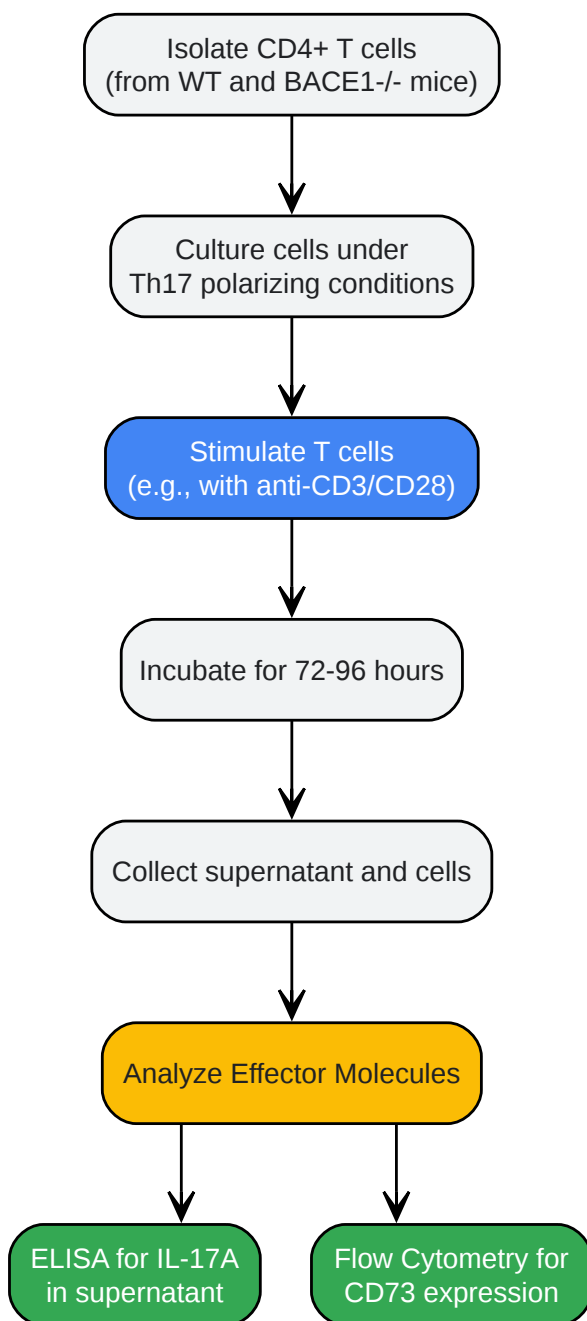 Isolate CD4+ T cells
(from WT and BACE1-/- mice)
Culture cells under
Th17 polarizing conditions
Stimulate T cells
(e.g., with anti-CD3/CD28)
Incubate for 72-96 hours
Collect supernatant and cells
Analyze Effector Molecules
ELISA for IL-17A
in supernatant
Flow Cytometry for
CD73 expression